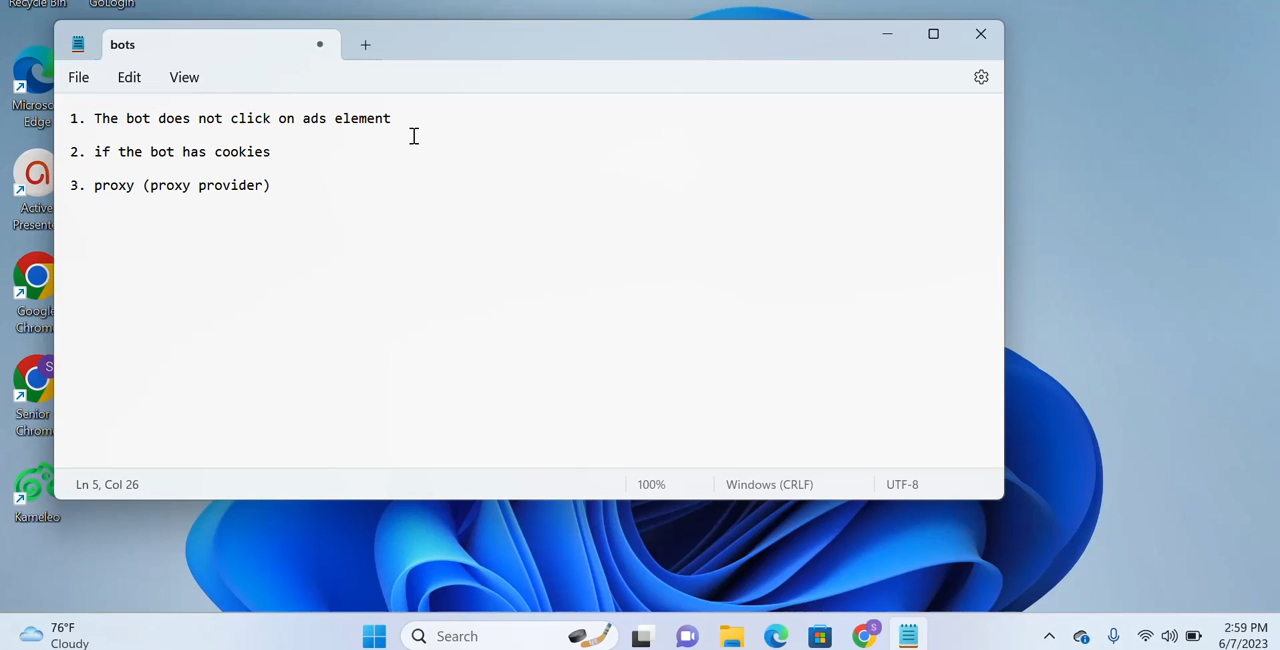 Recycle Bin
GoLogin
bots
File
Edit
View
1. The bot does not click on ads element
2. if the bot has cookies
3. proxy (proxy provider)
Ln 5, Col 26
100%
Windows (CRLF)
UTF-8
Microso
Edge
Active
Presente
Google
Chrom
S
Senior
Chrom
Kameleo
76°F
Cloudy
Search
S
2:59 PM
6/7/2023